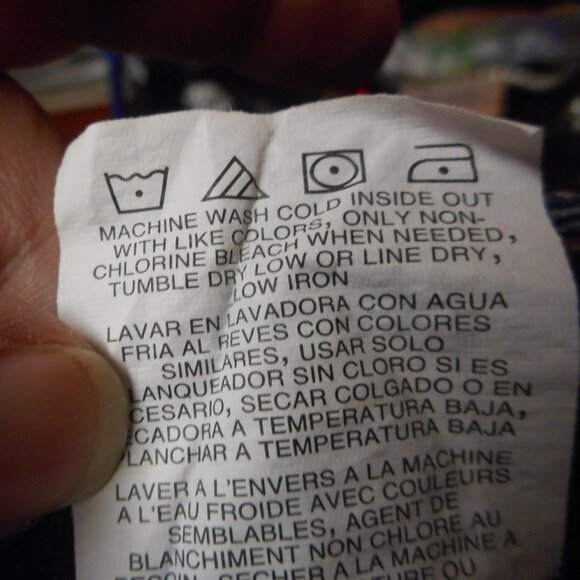 MACHINE WASH COLD INSIDE OUT
WITH LIKE COLORS, ONLY NON-
CHLORINE BLEACH WHEN NEEDED,
TUMBLE DRY LOW OR LINE DRY,
LOW IRON
LAVAR EN LAVADORA CON AGUA
FRIA AL REVES CON COLORES
SIMILARES, USAR SOLO
LANQUEADOR SIN CLORO SI ES
CESARIO, SECAR COLGADO O EN
ECADORA A TEMPERATURA BAJA,
LANCHAR A TEMPERATURA BAJA
LAVER A L'ENVERS A LA MACHINE
A L'EAU FROIDE AVEC COULEURS
SEMBLABLES, AGENT DE
BLANCHIMENT NON CHLORE AU
BESOIN, SECHER A LA MACHINE A
OU